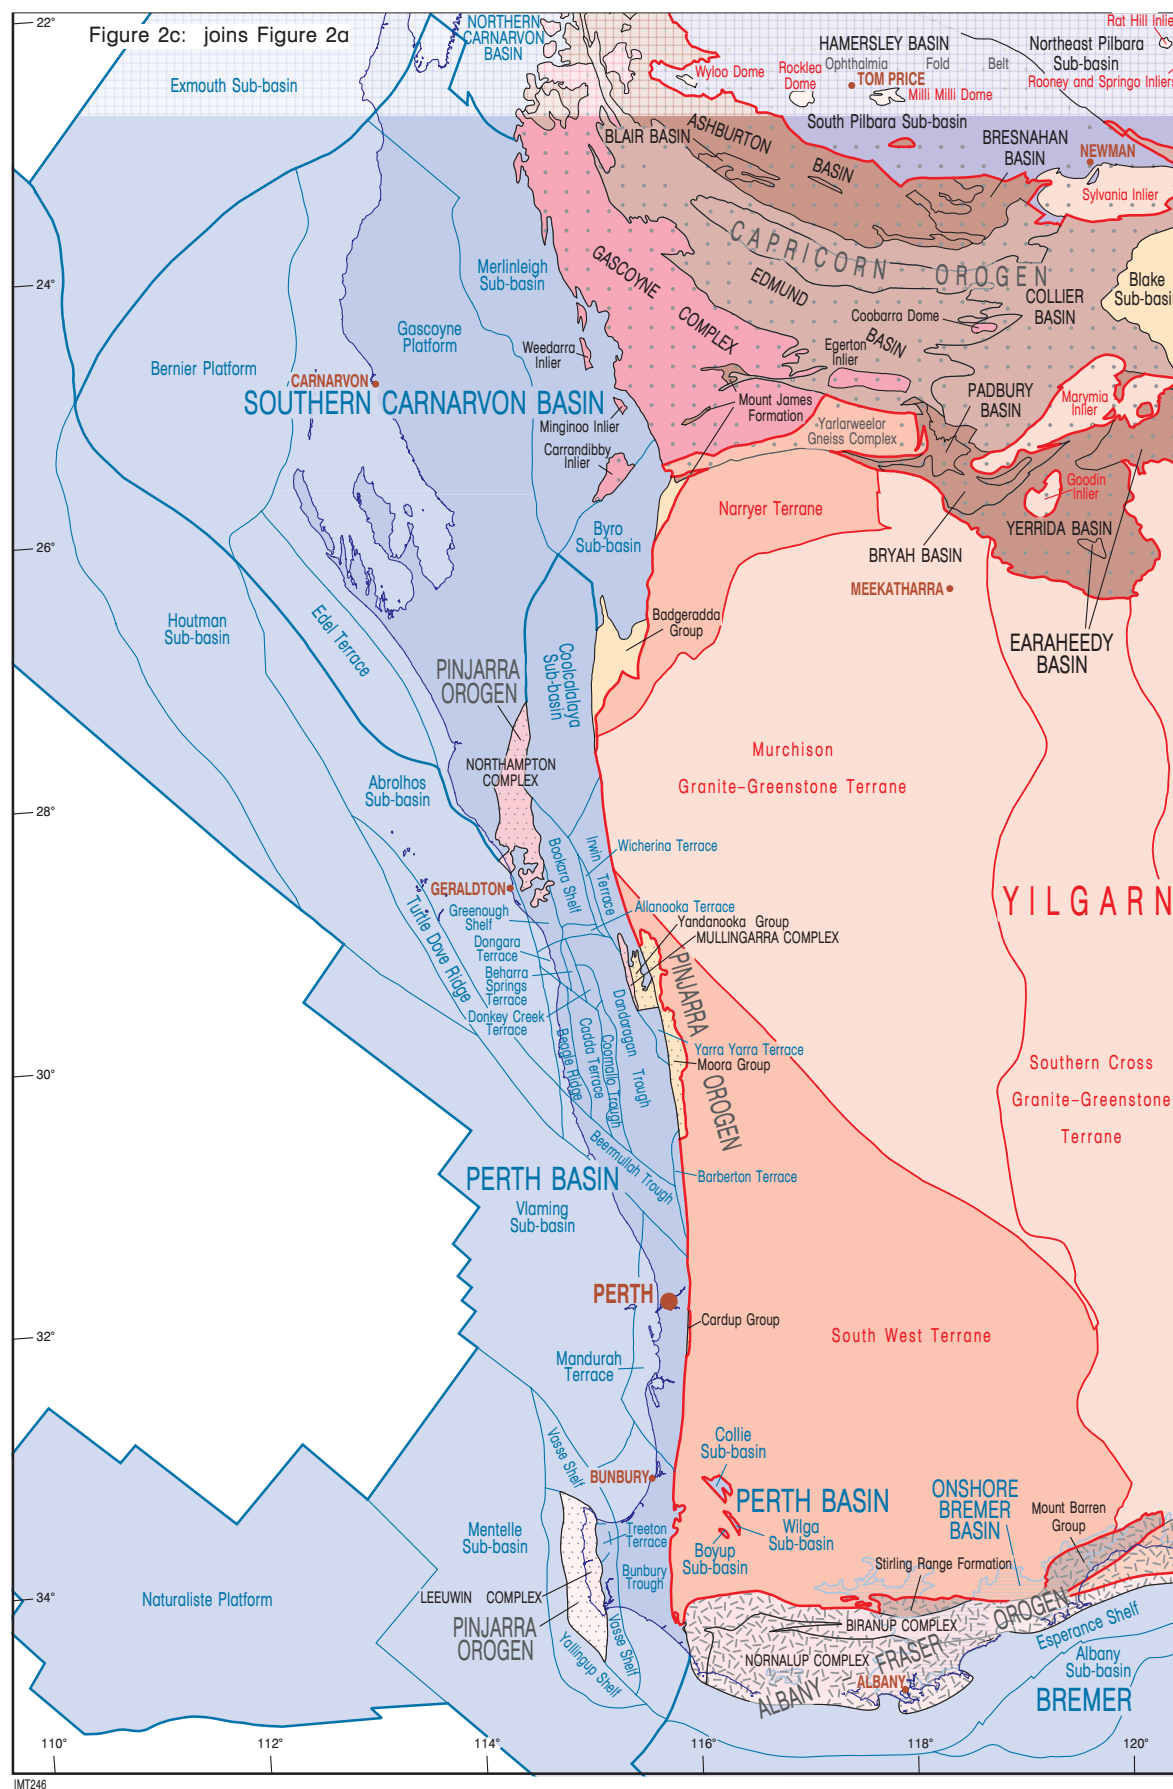 22°
Figure 2c: joins Figure 2a
NORTHERN
CARNARVON
BASIN
Exmouth Sub-basin
Wyloo Dome
Rocklea
Dome
HAMERSLEY BASIN
Ophthalmia Fold Belt
TOM PRICE
Milli Milli Dome
Northeast Pilbara
Sub-basin
Rat Hill Inlie
Rooney and Springo Inliers
South Pilbara Sub-basin
BLAIR BASIN
ASHBURTON
BASIN
BRESNAHAN
BASIN
NEWMAN
Sylvania Inlier
CAPRICORN OROGEN
24°
Merlinleigh
Sub-basin
GASCOYNE
COMPLEX
EDMUND
BASIN
COLLIER
BASIN
Blake
Sub-basi
Coobarra Dome
Gascoyne
Platform
Weedarra
Inlier
Egerton
Inlier
Bernier Platform
CARNARVON
SOUTHERN CARNARVON BASIN
Minginoo Inlier
Mount James
Formation
PADBURY
BASIN
Marymia
Inlier
Yarlarweelor
Gneiss Complex
Carrandibby
Inlier
Goodin
Inlier
Narryer Terrane
YERRIDA BASIN
26°
Byro
Sub-basin
BRYAH BASIN
MEEKATHARRA
Houtman
Sub-basin
Edel Terrace
Badgeradda
Group
EARAHEEDY
BASIN
PINJARRA
OROGEN
Coolcalalaya
Sub-basin
NORTHAMPTON
COMPLEX
Murchison
Granite–Greenstone Terrane
Abrolhos
Sub-basin
28°
Irwin Terrace
Wicherina Terrace
Bookara Shelf
GERALDTON
YILGARN
Turtle Dove Ridge
Greenough
Shelf
Allanooka Terrace
Yandanooka Group
MULLINGARRA COMPLEX
Dongara
Terrace
Beharra
Springs
Terrace
Donkey Creek
Terrace
PINJARRA OROGEN
Dandaragan Trough
Beagle Ridge
Cadda Terrace
Coomallo Trough
Yarra Yarra Terrace
Moora Group
30°
Southern Cross
Granite–Greenstone
Terrane
Beermullah Trough
PERTH BASIN
Barberton Terrace
Vlaming
Sub-basin
PERTH
Cardup Group
32°
South West Terrane
Mandurah
Terrace
Vasse Shelf
Collie
Sub-basin
BUNBURY
PERTH BASIN
ONSHORE
BREMER
BASIN
Mount Barren
Group
Mentelle
Sub-basin
Treeton
Terrace
Wilga
Sub-basin
Boyup
Sub-basin
Stirling Range Formation
Bunbury
Trough
34°
Naturaliste Platform
LEEUWIN COMPLEX
PINJARRA
OROGEN
Vasse Shelf
Yallingup Shelf
BIRANUP COMPLEX
NORNALUP COMPLEX
ALBANY FRASER OROGEN
ALBANY
Esperance Shelf
Albany
Sub-basin
BREMER
110° 112° 114° 116° 118° 120°
IMT246